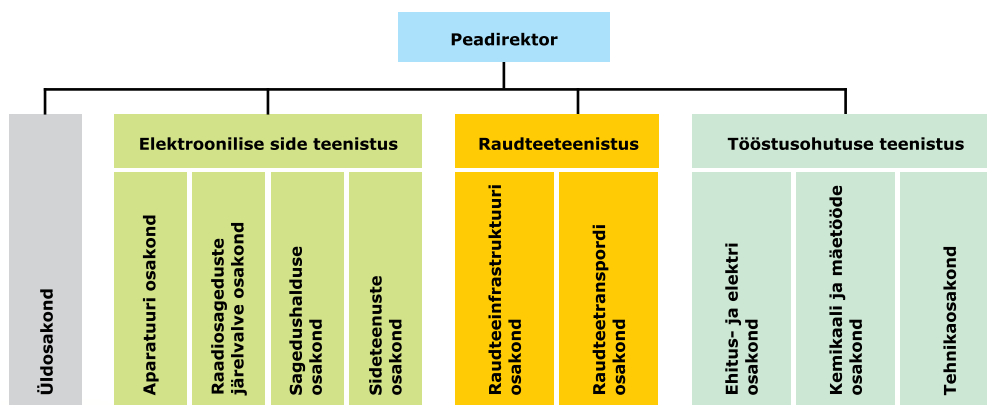 Peadirektor
Üldosakond
Elektroonilise side teenistus
Aparatuuri osakond
Raadiosageduste
järelvalve osakond
Sagedushalduse
osakond
Sideteenuste
osakond
Raudteeteenistus
Raudteeinfrastruktuuri
osakond
Raudteetranspordi
osakond
Tööstusohutuse teenistus
Ehitus- ja elektri
osakond
Kemikaali ja mäetööde
osakond
Tehnikaosakond